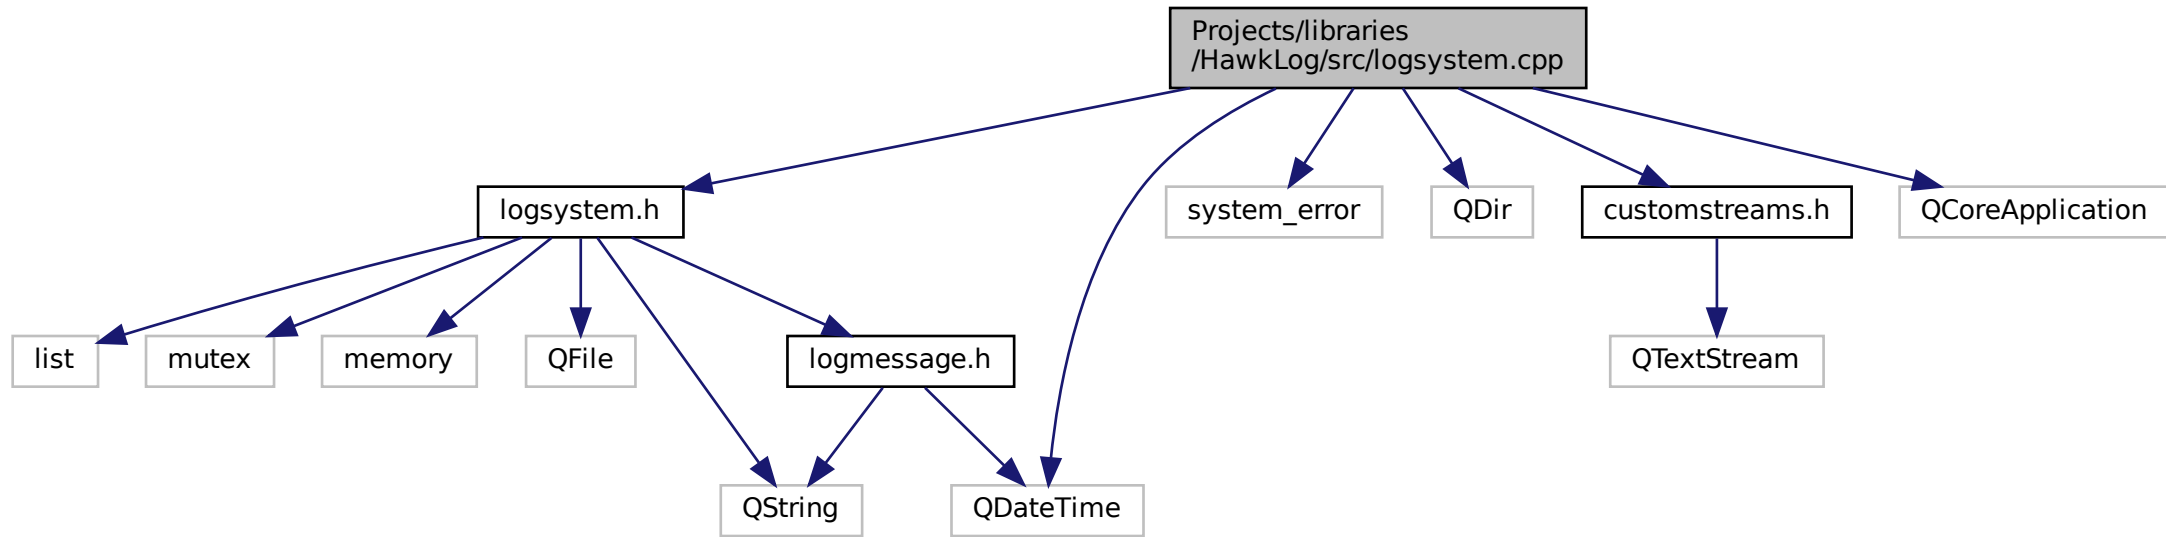 Projects/libraries
/HawkLog/src/logsystem.cpp
logsystem.h
system_error
QDir
customstreams.h
QCoreApplication
list
mutex
memory
QFile
logmessage.h
QTextStream
QString
QDateTime